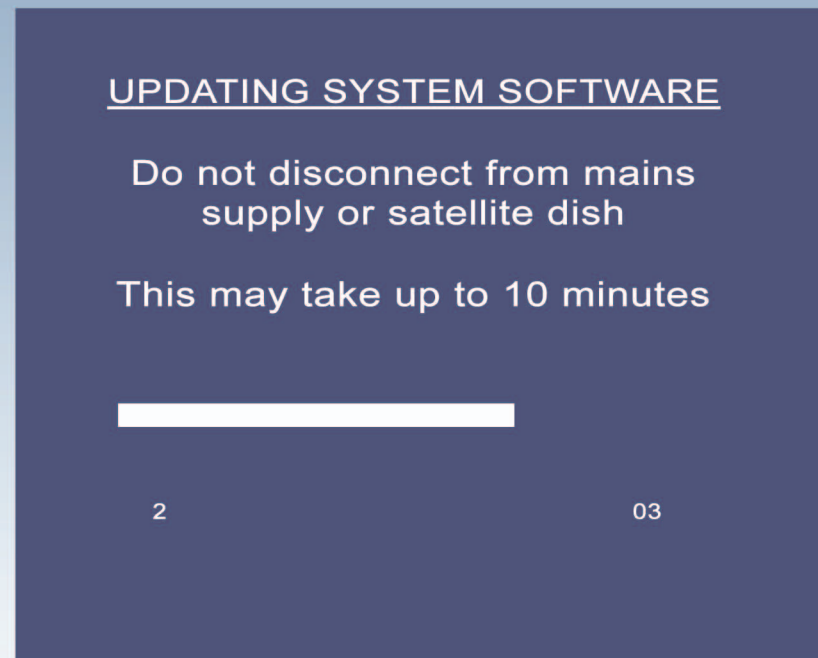 UPDATING SYSTEM SOFTWARE
Do not disconnect from mains
supply or satellite dish
This may take up to 10 minutes
2 03